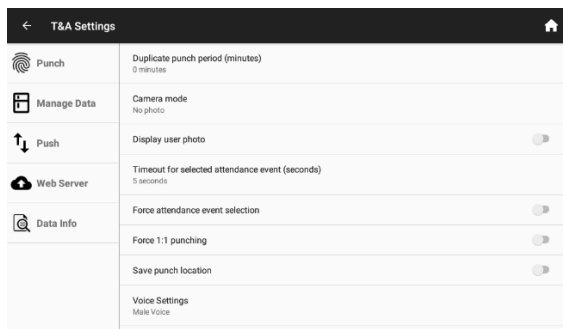 T&A Settings
Punch
Manage Data
Push
Web Server
Data Info
Duplicate punch period (minutes)
0 minutes
Camera mode
No photo
Display user photo
Timeout for selected attendance event (seconds)
5 seconds
Force attendance event selection
Force 1:1 punching
Save punch location
Voice Settings
Male Voice